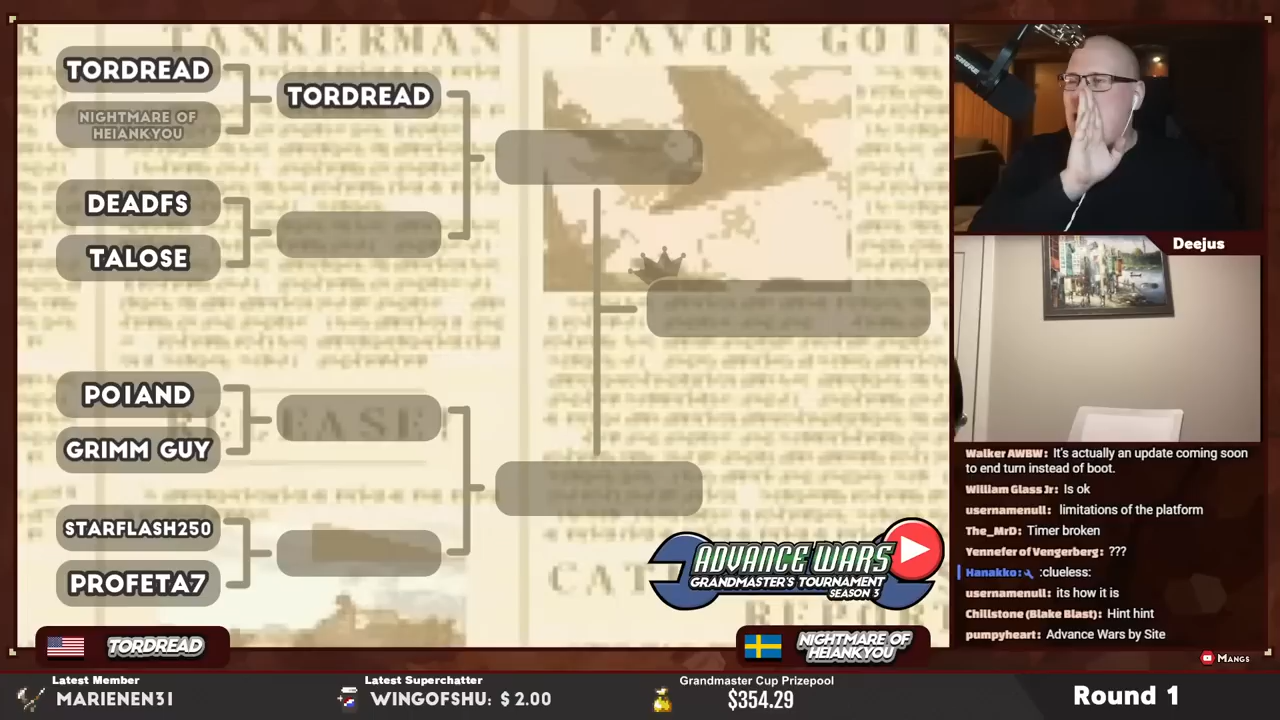 TANKERMAN
FAVOR
TORDREAD
NIGHTMARE OF
HEIANKYOU
TORDREAD
DEADFS
TALOSE
POIAND
GRIMM GUY
STARFLASH250
PROFETA7
ADVANCE WARS
GRANDMASTER'S TOURNAMENT
SEASON 3
TORDREAD
NIGHTMARE OF
HEIANKYOU
SHURE
Deejus
Walker AWBW: It's actually an update coming soon
to end turn instead of boot.
William Glass Jr: Is ok
usernamenull: limitations of the platform
The_MrD: Timer broken
Vennefer of Vengerberg: ???
Hanakko: :clueless:
usernamenull: its how it is
Chillstone (Blake Blast): Hint hint
pumpyheart: Advance Wars by Site
MANGS
Latest Member
MARIENEN31
Latest Superchatter
WINGOFSHU: $ 2.00
Grandmaster Cup Prizepool
$354.29
Round 1